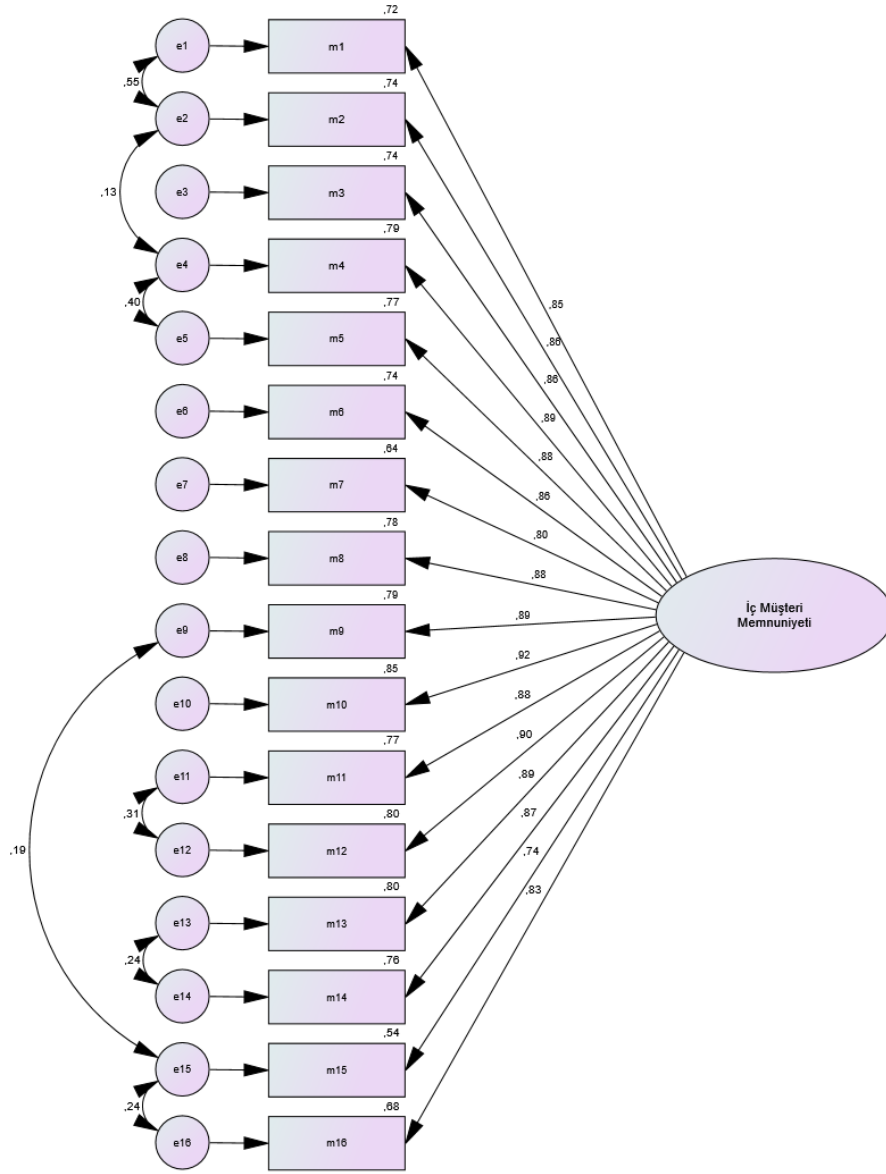 ,72
e1
m1
,55
,74
e2
m2
,74
,13
e3
m3
,79
e4
m4
,85
,40
,77
e5
m5
,86
,74
,86
e6
m6
,89
,64
,88
e7
m7
,86
,78
,80
e8
m8
,88
,79
İç Müşteri
Memnuniyeti
e9
m9
,89
,85
,92
e10
m10
,88
,77
,90
e11
m11
,89
,31
,80
,87
e12
m12
,19
,74
,80
,83
e13
m13
,24
,76
e14
m14
,54
e15
m15
,24
,68
e16
m16